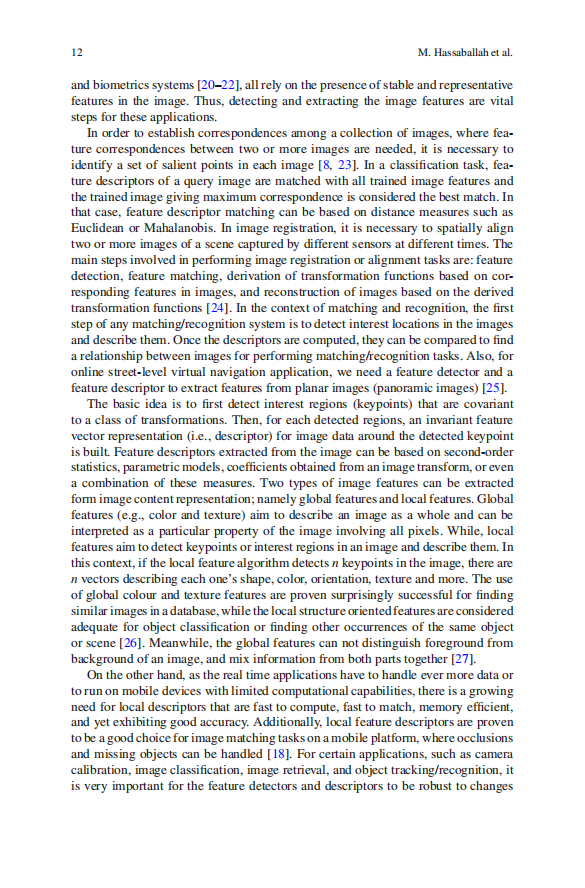 12
M. Hassaballah et al.
and biometrics systems [20–22], all rely on the presence of stable and representative
features in the image. Thus, detecting and extracting the image features are vital
steps for these applications.
In order to establish correspondences among a collection of images, where fea-
ture correspondences between two or more images are needed, it is necessary to
identify a set of salient points in each image [8, 23]. In a classification task, fea-
ture descriptors of a query image are matched with all trained image features and
the trained image giving maximum correspondence is considered the best match. In
that case, feature descriptor matching can be based on distance measures such as
Euclidean or Mahalanobis. In image registration, it is necessary to spatially align
two or more images of a scene captured by different sensors at different times. The
main steps involved in performing image registration or alignment tasks are: feature
detection, feature matching, derivation of transformation functions based on cor-
responding features in images, and reconstruction of images based on the derived
transformation functions [24]. In the context of matching and recognition, the first
step of any matching/recognition system is to detect interest locations in the images
and describe them. Once the descriptors are computed, they can be compared to find
a relationship between images for performing matching/recognition tasks. Also, for
online street-level virtual navigation application, we need a feature detector and a
feature descriptor to extract features from planar images (panoramic images) [25].
The basic idea is to first detect interest regions (keypoints) that are covariant
to a class of transformations. Then, for each detected regions, an invariant feature
vector representation (i.e., descriptor) for image data around the detected keypoint
is built. Feature descriptors extracted from the image can be based on second-order
statistics, parametric models, coefficients obtained from an image transform, or even
a combination of these measures. Two types of image features can be extracted
form image content representation; namely global features and local features. Global
features (e.g., color and texture) aim to describe an image as a whole and can be
interpreted as a particular property of the image involving all pixels. While, local
features aim to detect keypoints or interest regions in an image and describe them. In
this context, if the local feature algorithm detects n keypoints in the image, there are
n vectors describing each one's shape, color, orientation, texture and more. The use
of global colour and texture features are proven surprisingly successful for finding
similar images in a database, while the local structure oriented features are considered
adequate for object classification or finding other occurrences of the same object
or scene [26]. Meanwhile, the global features can not distinguish foreground from
background of an image, and mix information from both parts together [27].
On the other hand, as the real time applications have to handle ever more data or
to run on mobile devices with limited computational capabilities, there is a growing
need for local descriptors that are fast to compute, fast to match, memory efficient,
and yet exhibiting good accuracy. Additionally, local feature descriptors are proven
to be a good choice for image matching tasks on a mobile platform, where occlusions
and missing objects can be handled [18]. For certain applications, such as camera
calibration, image classification, image retrieval, and object tracking/recognition, it
is very important for the feature detectors and descriptors to be robust to changes